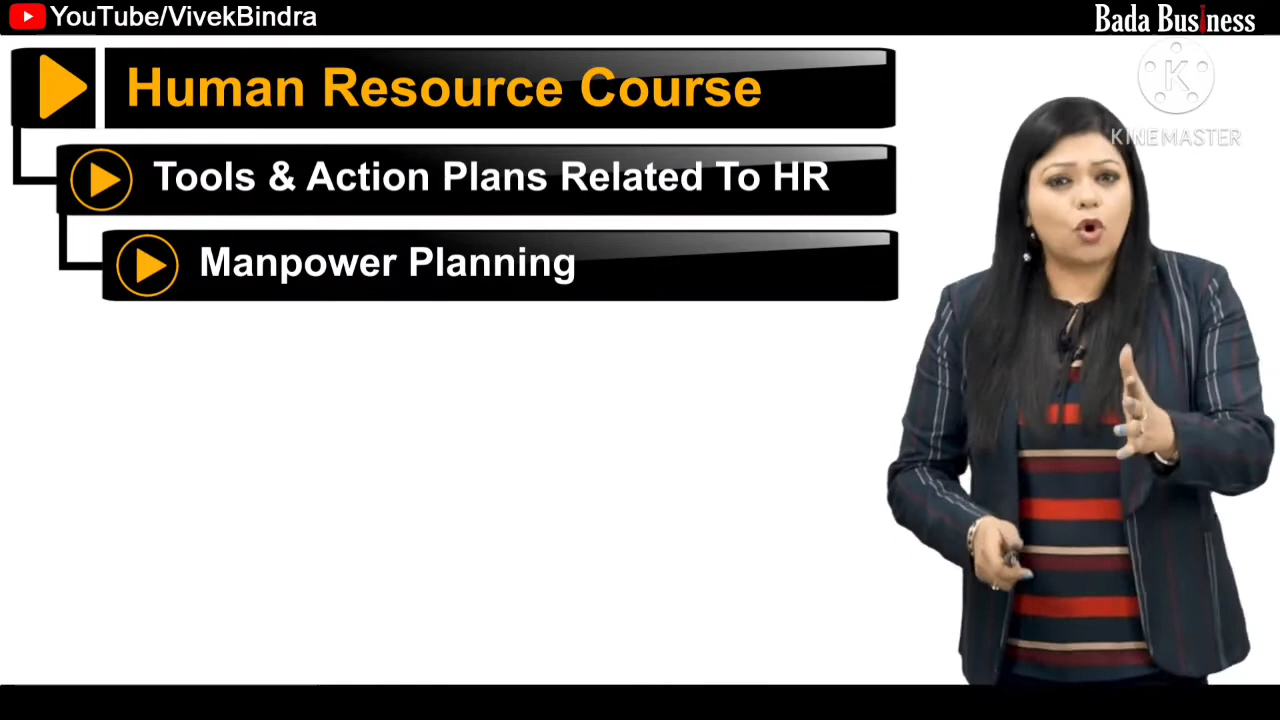 YouTube/VivekBindra
Bada Business
Human Resource Course
KINEMASTER
Tools & Action Plans Related To HR
Manpower Planning